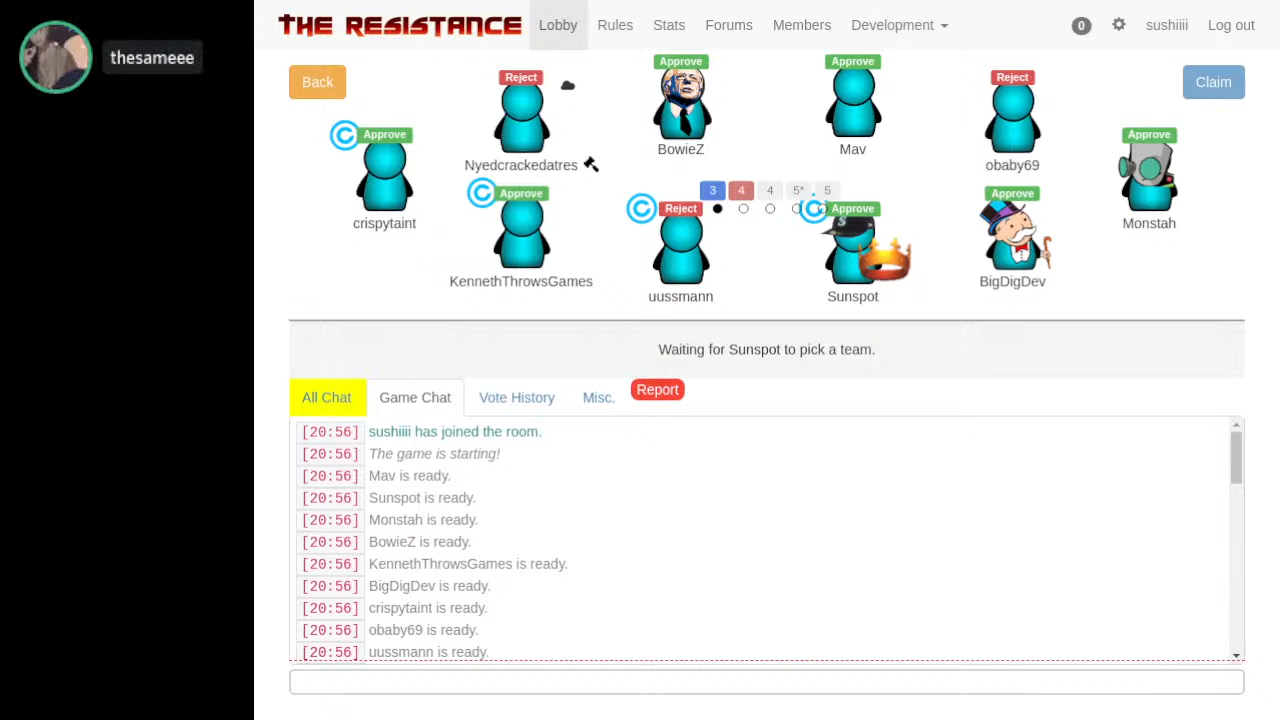 thesameee
THE RESISTANCE
Lobby
Rules
Stats
Forums
Members
Development
0
sushiiii
Log out
Back
Claim
Reject
Nyedcrackedatres
Approve
BowieZ
Approve
Mav
Reject
obaby69
C Approve
crispytaint
Approve
Monstah
C Approve
KennethThrowsGames
3 4 4 5* 5
C Reject
uussmann
C Approve
Sunspot
Approve
BigDigDev
Waiting for Sunspot to pick a team.
All Chat
Game Chat
Vote History
Misc.
Report
[20:56] sushiiii has joined the room.
[20:56] The game is starting!
[20:56] Mav is ready.
[20:56] Sunspot is ready.
[20:56] Monstah is ready.
[20:56] BowieZ is ready.
[20:56] KennethThrowsGames is ready.
[20:56] BigDigDev is ready.
[20:56] crispytaint is ready.
[20:56] obaby69 is ready.
[20:56] uussmann is ready.